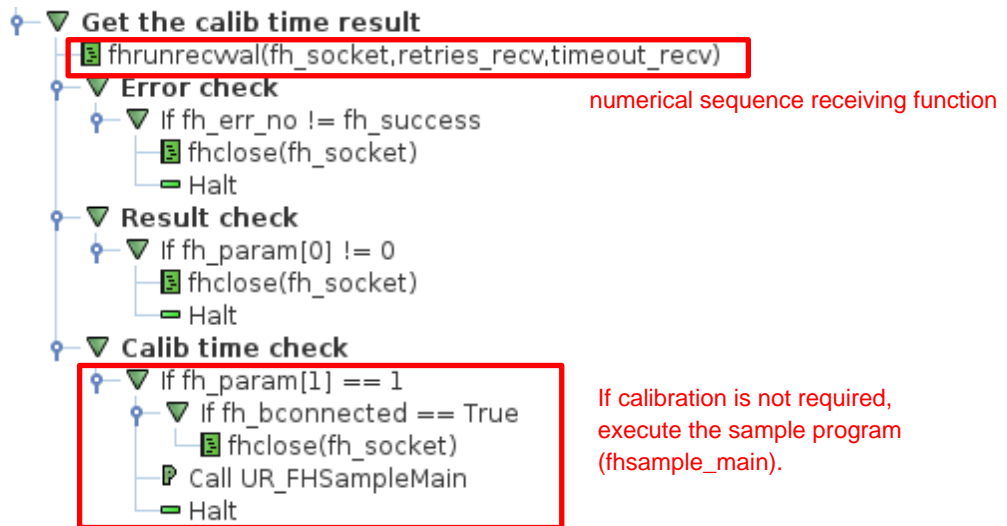 Get the calib time result
fhrunrecvval(fh_socket,retries_recv,timeout_recv)
Error check
numerical sequence receiving function
If fh_err_no != fh_success
fhclose(fh_socket)
Halt
Result check
If fh_param[0] != 0
fhclose(fh_socket)
Halt
Calib time check
If fh_param[1] == 1
If fh_bconnected == True
fhclose(fh_socket)
Call UR_FHSampleMain
Halt
If calibration is not required,
execute the sample program
(fhsample_main).